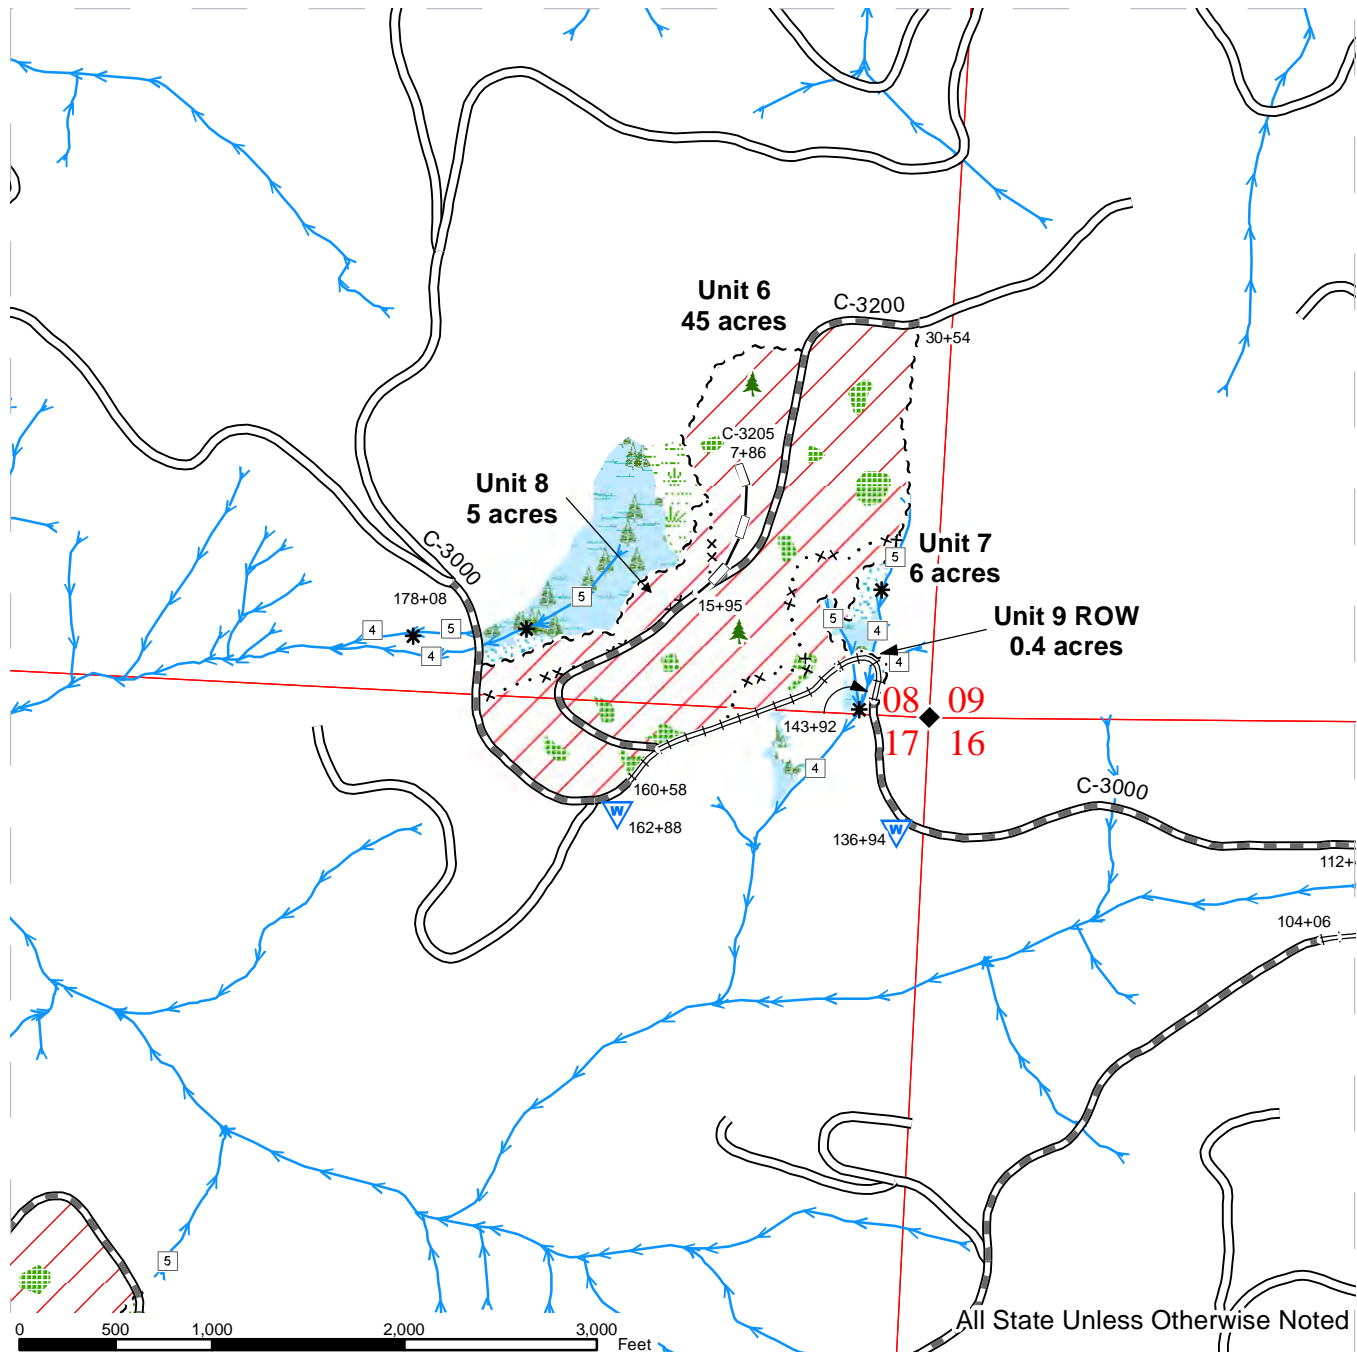 Unit 6
45 acres
C-3200
30+54
C-3205
7+86
Unit 8
5 acres
C-3000
178+08
5
5
Unit 7
6 acres
15+95
5
5
4
4
5
4
4
Unit 9 ROW
0.4 acres
08 09
17 16
143+92
4
160+58
W
162+88
W
136+94
C-3000
112+
104+06
5
All State Unless Otherwise Noted
0 500 1,000 2,000 3,000
Feet